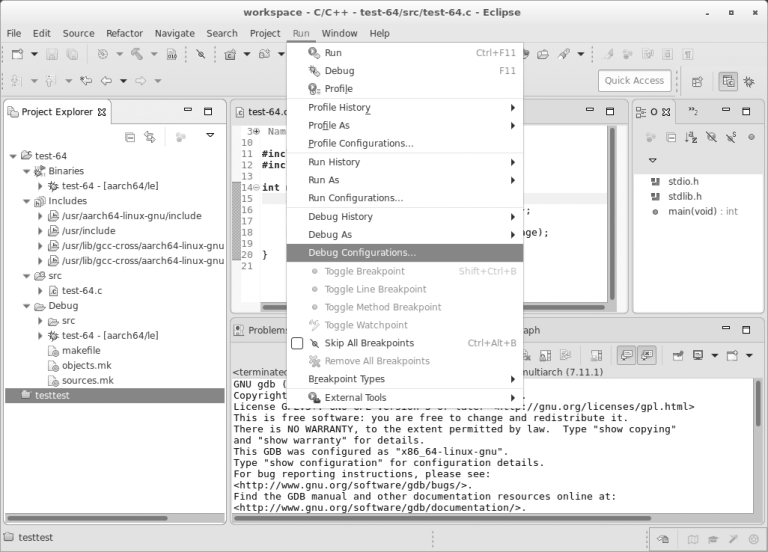 workspace - C/C++ - test-64/src/test-64.c - Eclipse
File Edit Source Refactor Navigate Search Project Run Window Help
Quick Access
Project Explorer
test-64
Binaries
test-64 - [aarch64/le]
Includes
/usr/aarch64-linux-gnu/include
/usr/include
/usr/lib/gcc-cross/aarch64-linux-gnu
/usr/lib/gcc-cross/aarch64-linux-gnu
src
test-64.c
Debug
src
test-64 - [aarch64/le]
makefile
objects.mk
sources.mk
testtest
test-64.c
3 Nam
10
11 #inc
12 #inc
13
14 int
15
16 ;
17
18 ge);
19
20 }
21
Run Ctrl+F11
Debug F11
Profile
Profile History
Profile As
Profile Configurations...
Run History
Run As
Run Configurations...
Debug History
Debug As
Debug Configurations...
Toggle Breakpoint Shift+Ctrl+B
Toggle Line Breakpoint
Toggle Method Breakpoint
Toggle Watchpoint
Skip All Breakpoints Ctrl+Alt+B
Remove All Breakpoints
Breakpoint Types
External Tools
O
»2
stdio.h
stdlib.h
main(void) : int
Problems
aph
<terminated
multiarch (7.11.1)
GNU gdb (
Copyright
License
<http://gnu.org/licenses/gpl.html>
This is free software: you are free to change and redistribute it.
There is NO WARRANTY, to the extent permitted by law.  Type "show copying"
and "show warranty" for details.
This GDB was configured as "x86_64-linux-gnu".
Type "show configuration" for configuration details.
For bug reporting instructions, please see:
<http://www.gnu.org/software/gdb/bugs/>.
Find the GDB manual and other documentation resources online at:
<http://www.gnu.org/software/gdb/documentation/>.
testtest